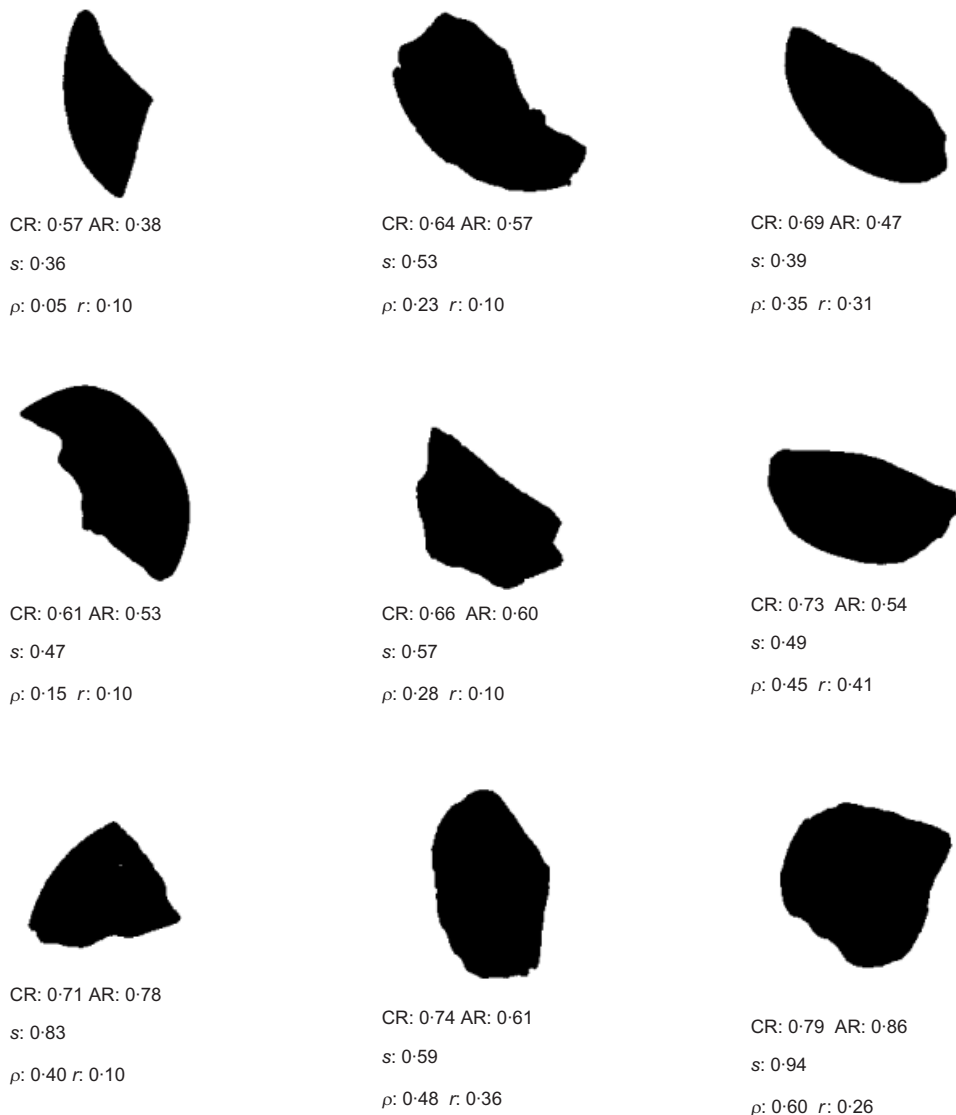 CR: 0·57 AR: 0·38
s: 0·36
ρ: 0·05 r: 0·10
CR: 0·64 AR: 0·57
s: 0·53
ρ: 0·23 r: 0·10
CR: 0·69 AR: 0·47
s: 0·39
ρ: 0·35 r: 0·31
CR: 0·61 AR: 0·53
s: 0·47
ρ: 0·15 r: 0·10
CR: 0·66 AR: 0·60
s: 0·57
ρ: 0·28 r: 0·10
CR: 0·73 AR: 0·54
s: 0·49
ρ: 0·45 r: 0·41
CR: 0·71 AR: 0·78
s: 0·83
ρ: 0·40 r: 0·10
CR: 0·74 AR: 0·61
s: 0·59
ρ: 0·48 r: 0·36
CR: 0·79 AR: 0·86
s: 0·94
ρ: 0·60 r: 0·26